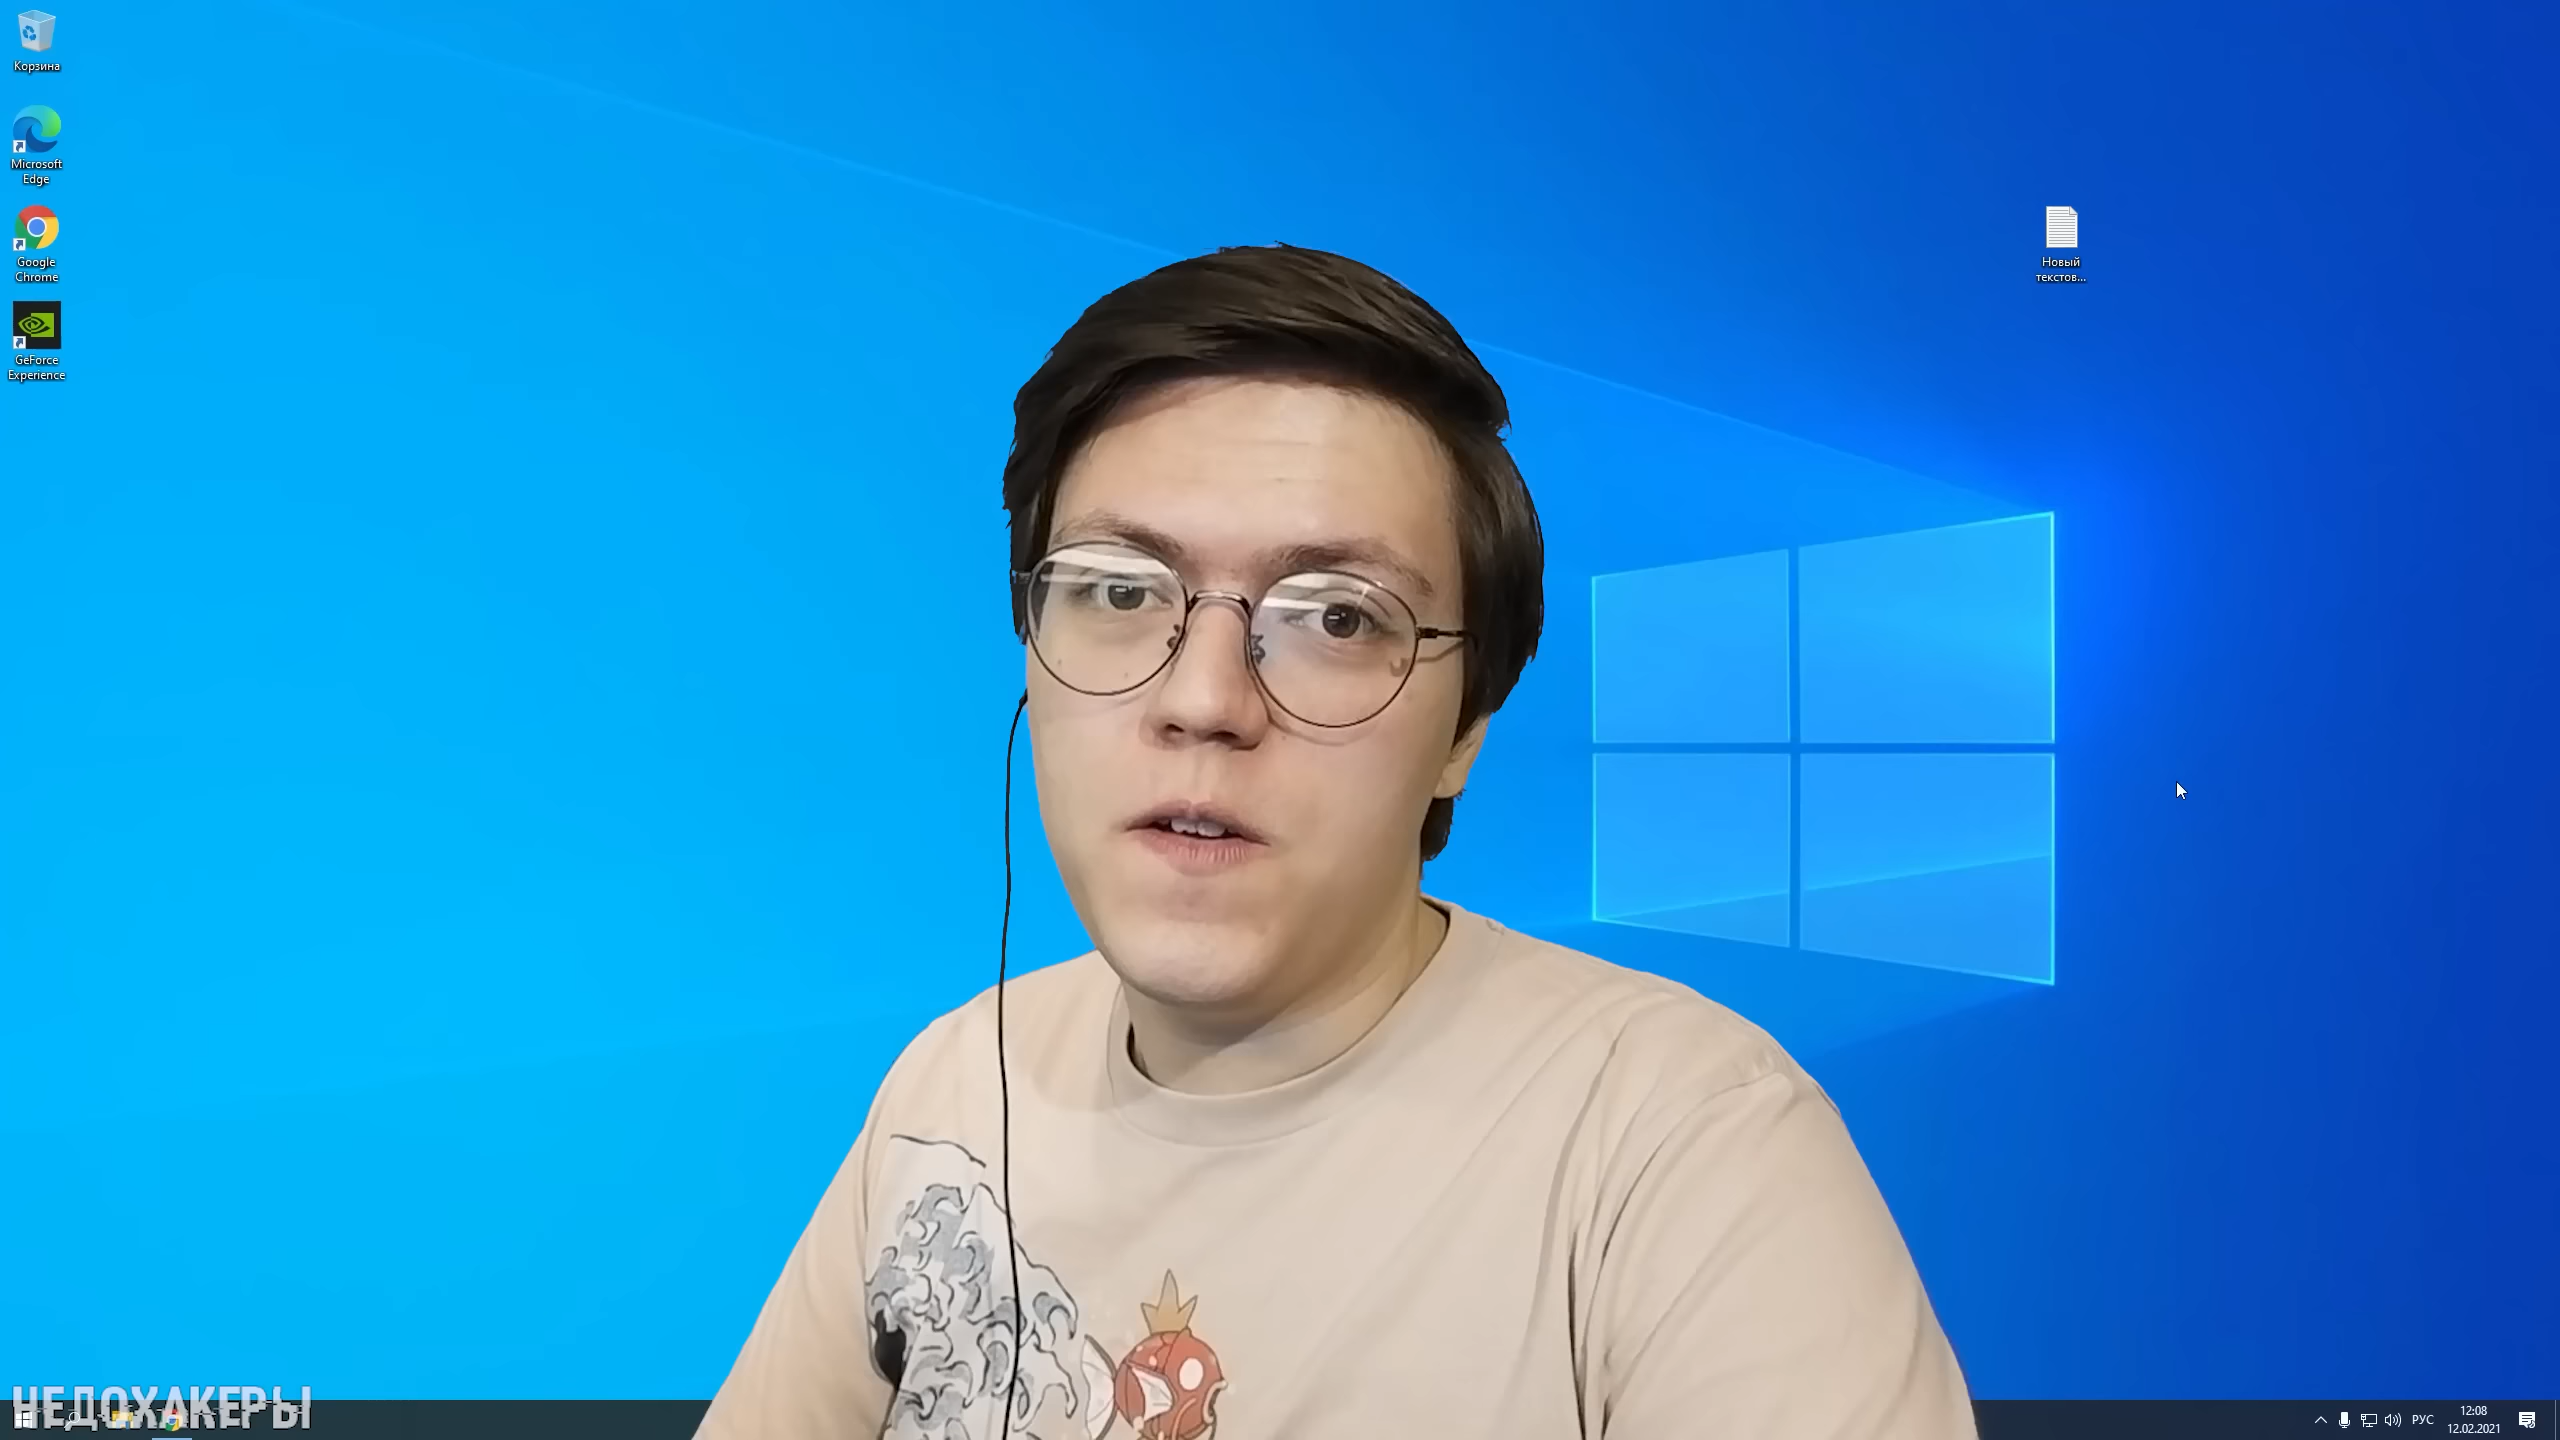 Корзина
Microsoft
Edge
Google
Chrome
GeForce
Experience
Новый
текстов...
НЕДОХАКЕРЫ
РУС
12:08
12.02.2021